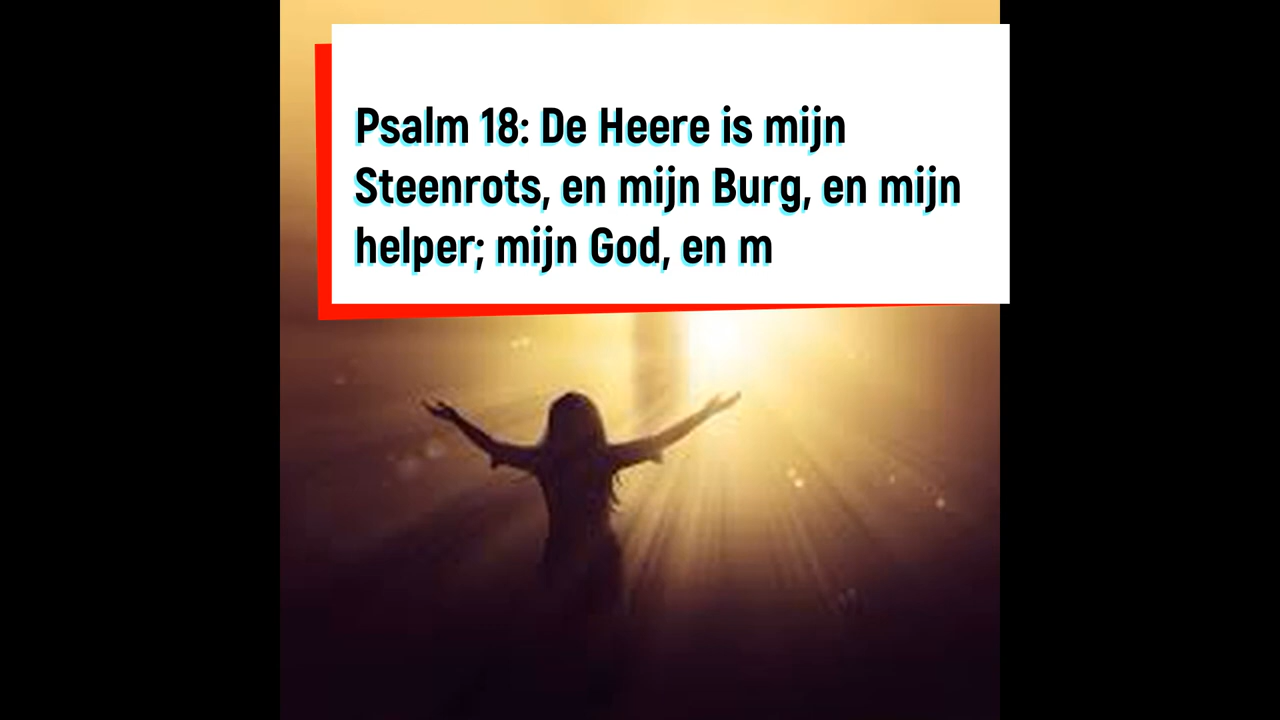 Psalm 18: De Heere is mijn
Steenrots, en mijn Burg, en mijn
helper; mijn God, en m